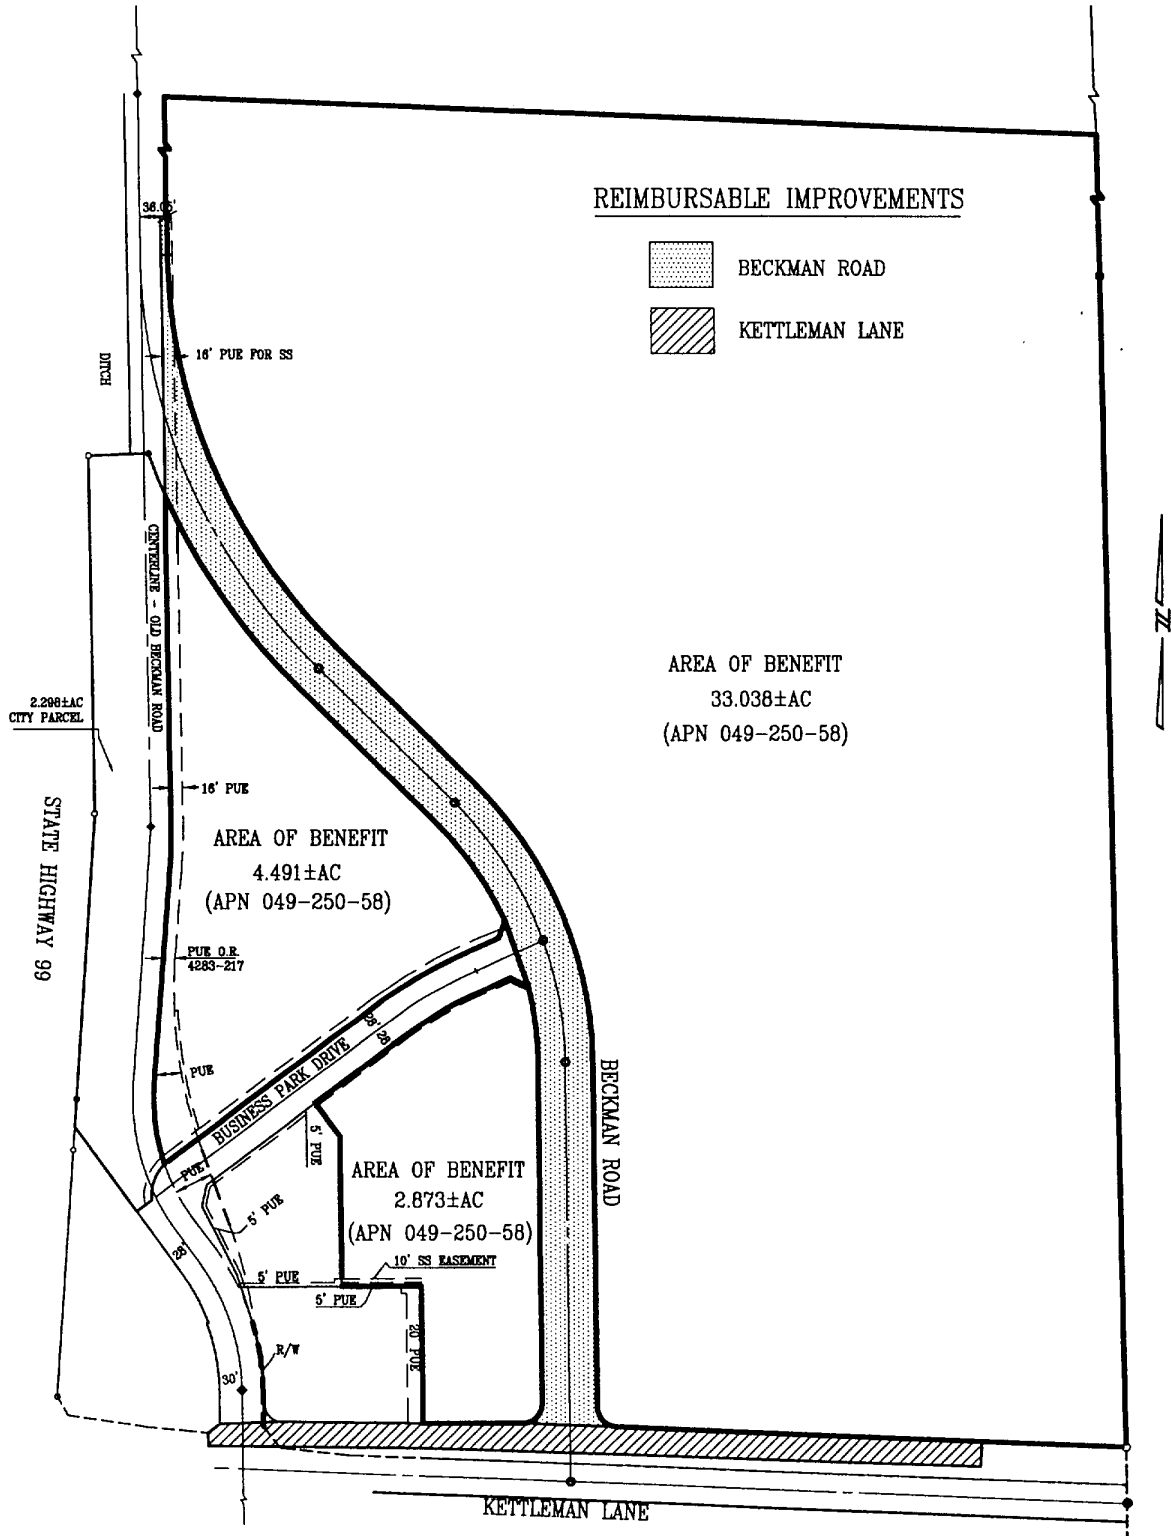 REIMBURSABLE IMPROVEMENTS
BECKMAN ROAD
KETTLEMAN LANE
36.05'
16' PUE FOR SS
DITCH
CENTERLINE - OLD BECKMAN ROAD
AREA OF BENEFIT
33.038±AC
(APN 049-250-58)
2.298±AC
CITY PARCEL
16' PUE
STATE HIGHWAY 99
AREA OF BENEFIT
4.491±AC
(APN 049-250-58)
PUE O.R.
4283-217
28' 28'
PUE
BUSINESS PARK DRIVE
BECKMAN ROAD
5' PUE
PUE
AREA OF BENEFIT
2.873±AC
(APN 049-250-58)
5' PUE
28'
10' SS EASEMENT
5' PUE
5' PUE
20' PUE
R/W
30'
KETTLEMAN LANE